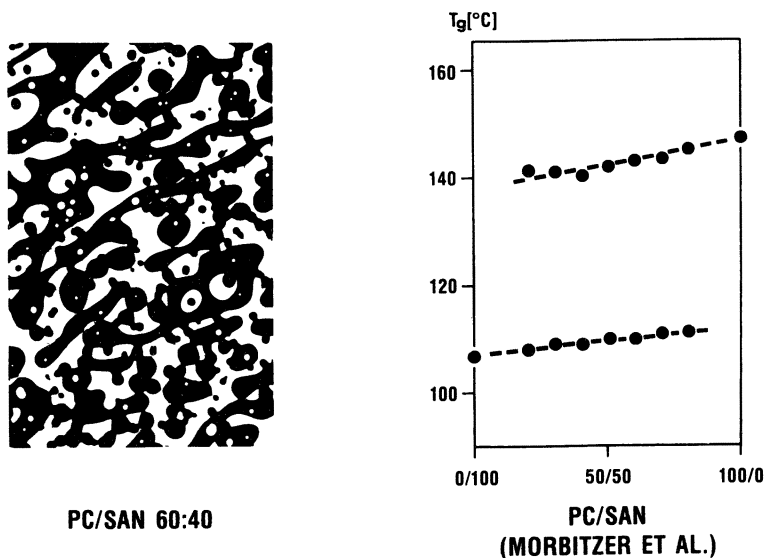 PC/SAN 60:40
Tg[°C]
160
140
120
100
0/100 50/50 100/0
PC/SAN
(MORBITZER ET AL.)